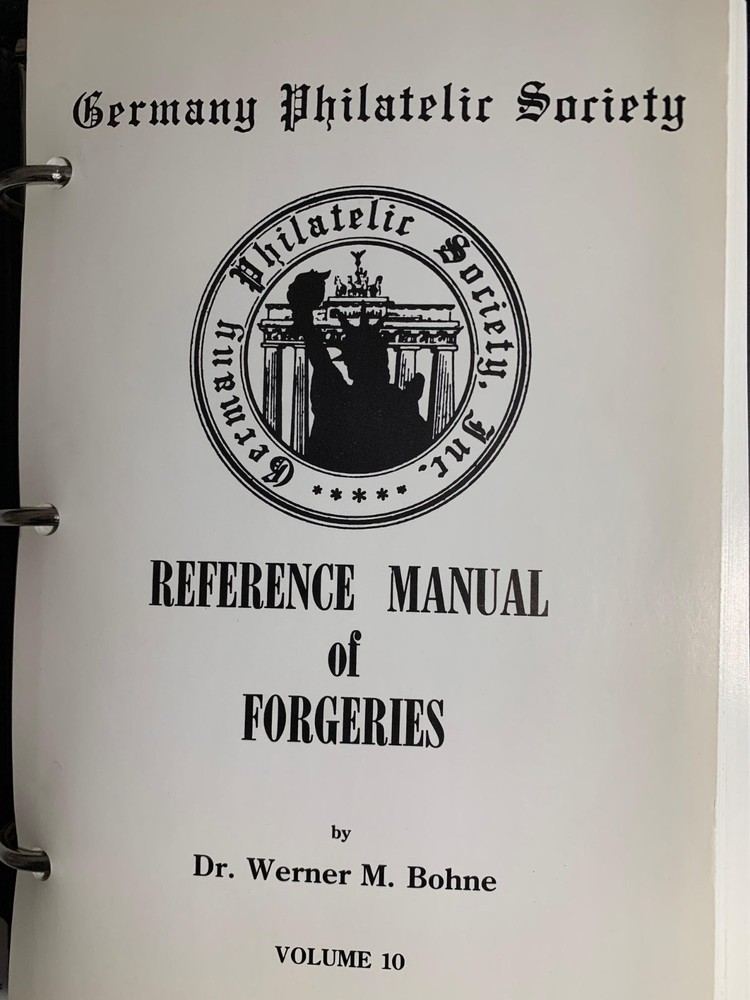 Germany Philatelic Society
Germany Philatelic Society, Inc.
*****
REFERENCE MANUAL
of
FORGERIES
by
Dr. Werner M. Bohne
VOLUME 10